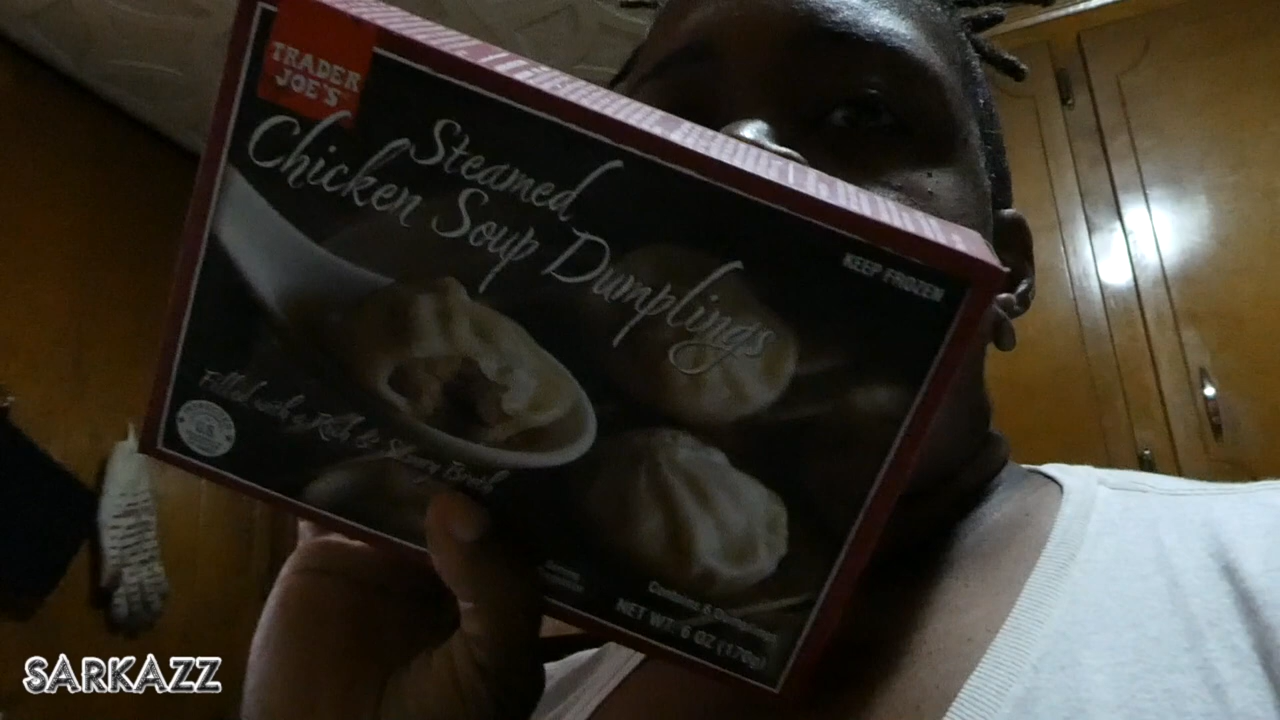 TRADER
JOE'S
Steamed
Chicken Soup Dumplings
KEEP FROZEN
Filled with a Rich & Savory Broth
Contains 6 Dumplings
NET WT. 6 OZ (170g)
SARKAZZ